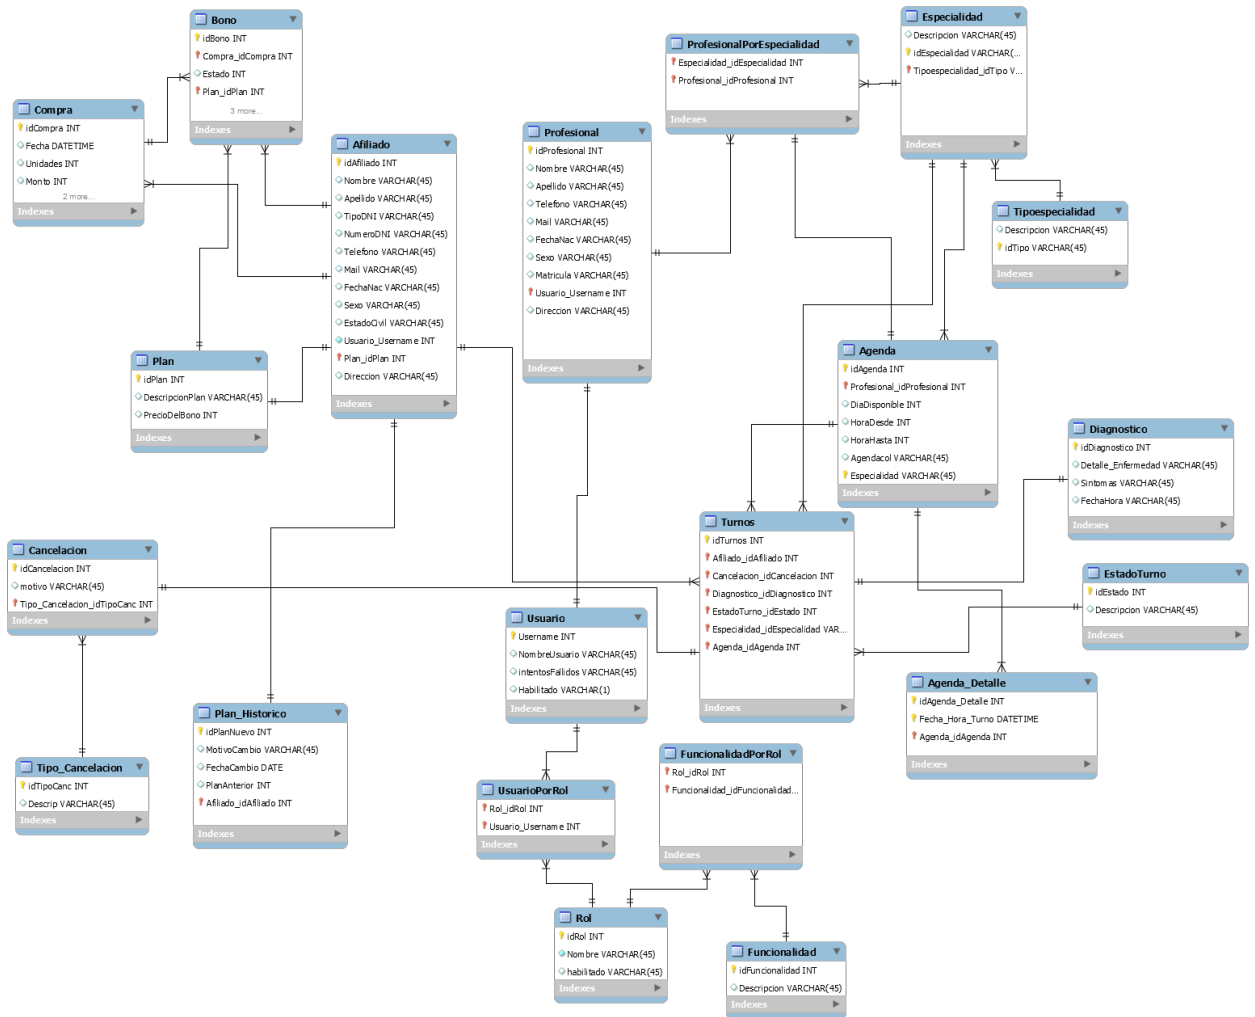 Bono
idBono INT
Compra_idCompra INT
Estado INT
Plan_idPlan INT
3 more...
Indexes
Compra
idCompra INT
Fecha DATETIME
Unidades INT
Monto INT
2 more...
Indexes
Afiliado
idAfiliado INT
Nombre VARCHAR(45)
Apellido VARCHAR(45)
TipoDNI VARCHAR(45)
NumeroDNI VARCHAR(45)
Telefono VARCHAR(45)
Mail VARCHAR(45)
FechaNac VARCHAR(45)
Sexo VARCHAR(45)
EstadoCivil VARCHAR(45)
Usuario_Username INT
Plan_idPlan INT
Direccion VARCHAR(45)
Indexes
Profesional
idProfesional INT
Nombre VARCHAR(45)
Apellido VARCHAR(45)
Telefono VARCHAR(45)
Mail VARCHAR(45)
FechaNac VARCHAR(45)
Sexo VARCHAR(45)
Matricula VARCHAR(45)
Usuario_Username INT
Direccion VARCHAR(45)
Indexes
ProfesionalPorEspecialidad
Especialidad_idEspecialidad INT
Profesional_idProfesional INT
Indexes
Especialidad
Descripcion VARCHAR(45)
idEspecialidad VARCHAR(...
Tipoespecialidad_idTipo V...
Indexes
Tipoespecialidad
Descripcion VARCHAR(45)
idTipo VARCHAR(45)
Indexes
Plan
idPlan INT
DescripcionPlan VARCHAR(45)
PrecioDelBono INT
Indexes
Agenda
idAgenda INT
Profesional_idProfesional INT
DiaDisponible INT
HoraDesde INT
HoraHasta INT
Agendacol VARCHAR(45)
Especialidad VARCHAR(45)
Indexes
Diagnostico
idDiagnostico INT
Detalle_Enfermedad VARCHAR(45)
Sintomas VARCHAR(45)
FechaHora VARCHAR(45)
Indexes
Turnos
idTurnos INT
Afiliado_idAfiliado INT
Cancelacion_idCancelacion INT
Diagnostico_idDiagnostico INT
EstadoTurno_idEstado INT
Especialidad_idEspecialidad VAR...
Agenda_idAgenda INT
Indexes
Cancelacion
idCancelacion INT
motivo VARCHAR(45)
Tipo_Cancelacion_idTipoCanc INT
Indexes
EstadoTurno
idEstado INT
Descripcion VARCHAR(45)
Indexes
Usuario
Username INT
NombreUsuario VARCHAR(45)
intentosFallidos VARCHAR(45)
Habilitado VARCHAR(1)
Indexes
Agenda_Detalle
idAgenda_Detalle INT
Fecha_Hora_Turno DATETIME
Agenda_idAgenda INT
Indexes
Plan_Historico
idPlanNuevo INT
MotivoCambio VARCHAR(45)
FechaCambio DATE
PlanAnterior INT
Afiliado_idAfiliado INT
Indexes
Tipo_Cancelacion
idTipoCanc INT
Descrip VARCHAR(45)
Indexes
UsuarioPorRol
Rol_idRol INT
Usuario_Username INT
Indexes
FuncionalidadPorRol
Rol_idRol INT
Funcionalidad_idFuncionalidad...
Indexes
Rol
idRol INT
Nombre VARCHAR(45)
habilitado VARCHAR(45)
Indexes
Funcionalidad
idFuncionalidad INT
Descripcion VARCHAR(45)
Indexes